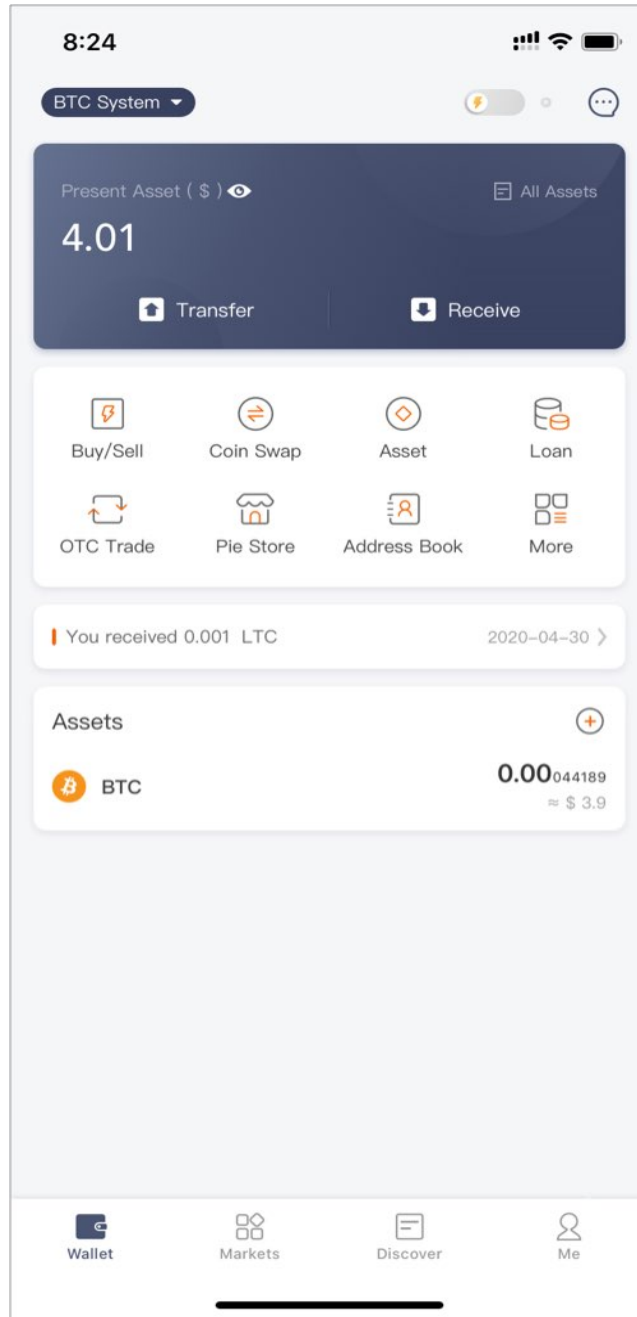 8:24
BTC System
Present Asset ( $ )
All Assets
4.01
Transfer
Receive
Buy/Sell
Coin Swap
Asset
Loan
OTC Trade
Pie Store
Address Book
More
You received 0.001 LTC
2020-04-30
Assets
BTC
0.00044189
≈ $ 3.9
Wallet
Markets
Discover
Me